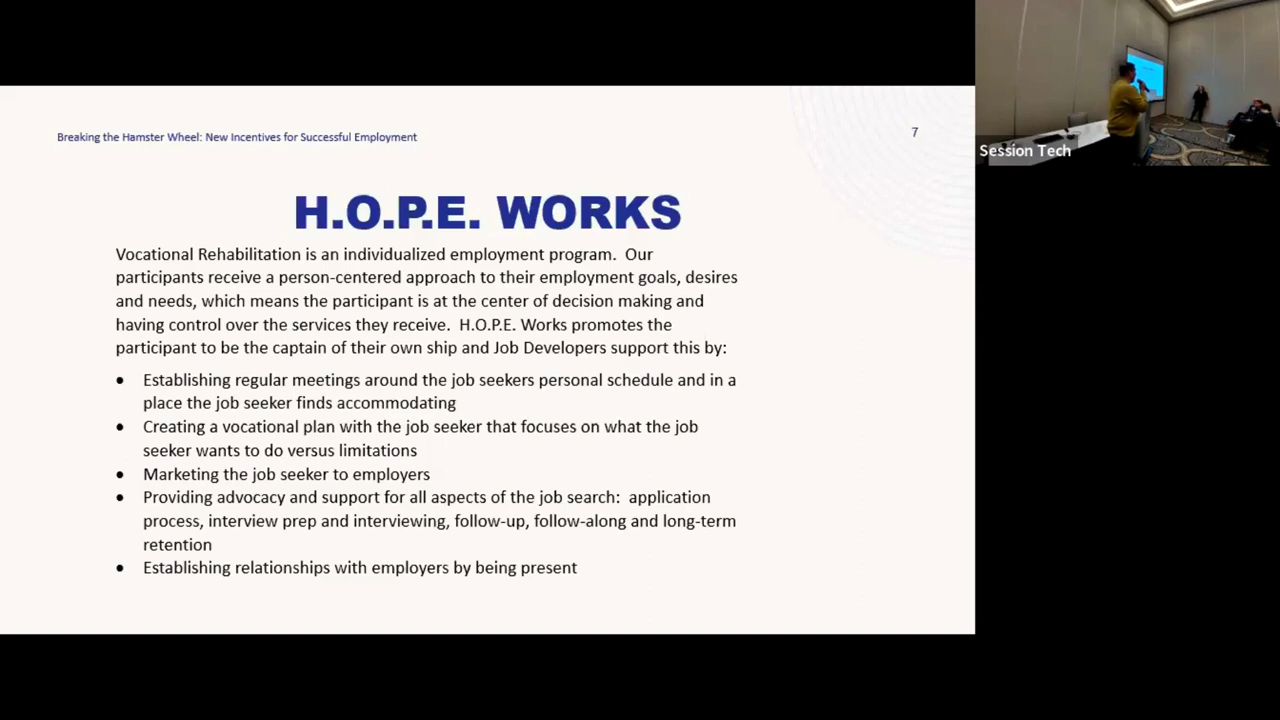 Breaking the Hamster Wheel: New Incentives for Successful Employment
7
H.O.P.E. WORKS
Vocational Rehabilitation is an individualized employment program.  Our
participants receive a person-centered approach to their employment goals, desires
and needs, which means the participant is at the center of decision making and
having control over the services they receive.  H.O.P.E. Works promotes the
participant to be the captain of their own ship and Job Developers support this by:
• Establishing regular meetings around the job seekers personal schedule and in a
place the job seeker finds accommodating
• Creating a vocational plan with the job seeker that focuses on what the job
seeker wants to do versus limitations
• Marketing the job seeker to employers
• Providing advocacy and support for all aspects of the job search:  application
process, interview prep and interviewing, follow-up, follow-along and long-term
retention
• Establishing relationships with employers by being present
Session Tech